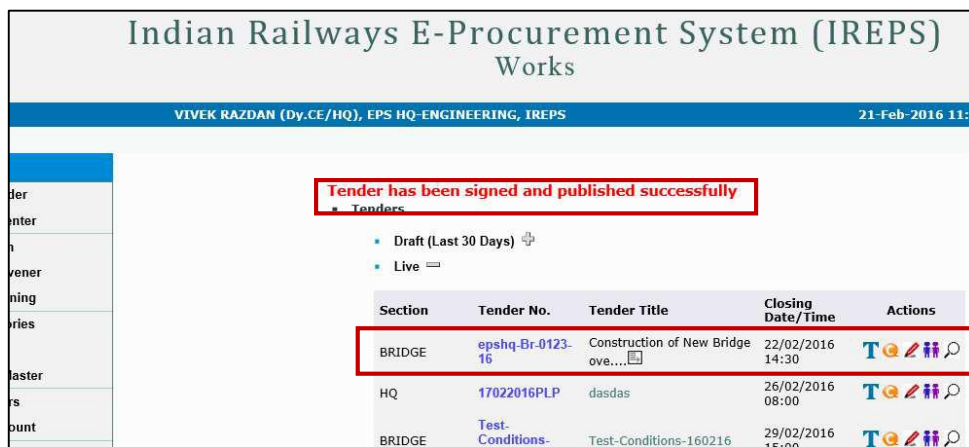 Indian Railways E-Procurement System (IREPS)
Works
VIVEK RAZDAN (Dy.CE/HQ), EPS HQ-ENGINEERING, IREPS 21-Feb-2016 11:
der
enter
vener
ning
ories
laster
rs
ount
Tender has been signed and published successfully
Tenders
Draft (Last 30 Days)
Live
Section Tender No. Tender Title Closing Date/Time Actions
BRIDGE epshq-Br-0123-16 Construction of New Bridge ove.... 22/02/2016 14:30
HQ 17022016PLP dasdas 26/02/2016 08:00
BRIDGE Test-Conditions- Test-Conditions-160216 29/02/2016 15:00